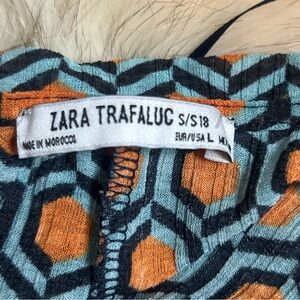 ZARA TRAFALUC S/S18
MADE IN MOROCCO EUR/USA L